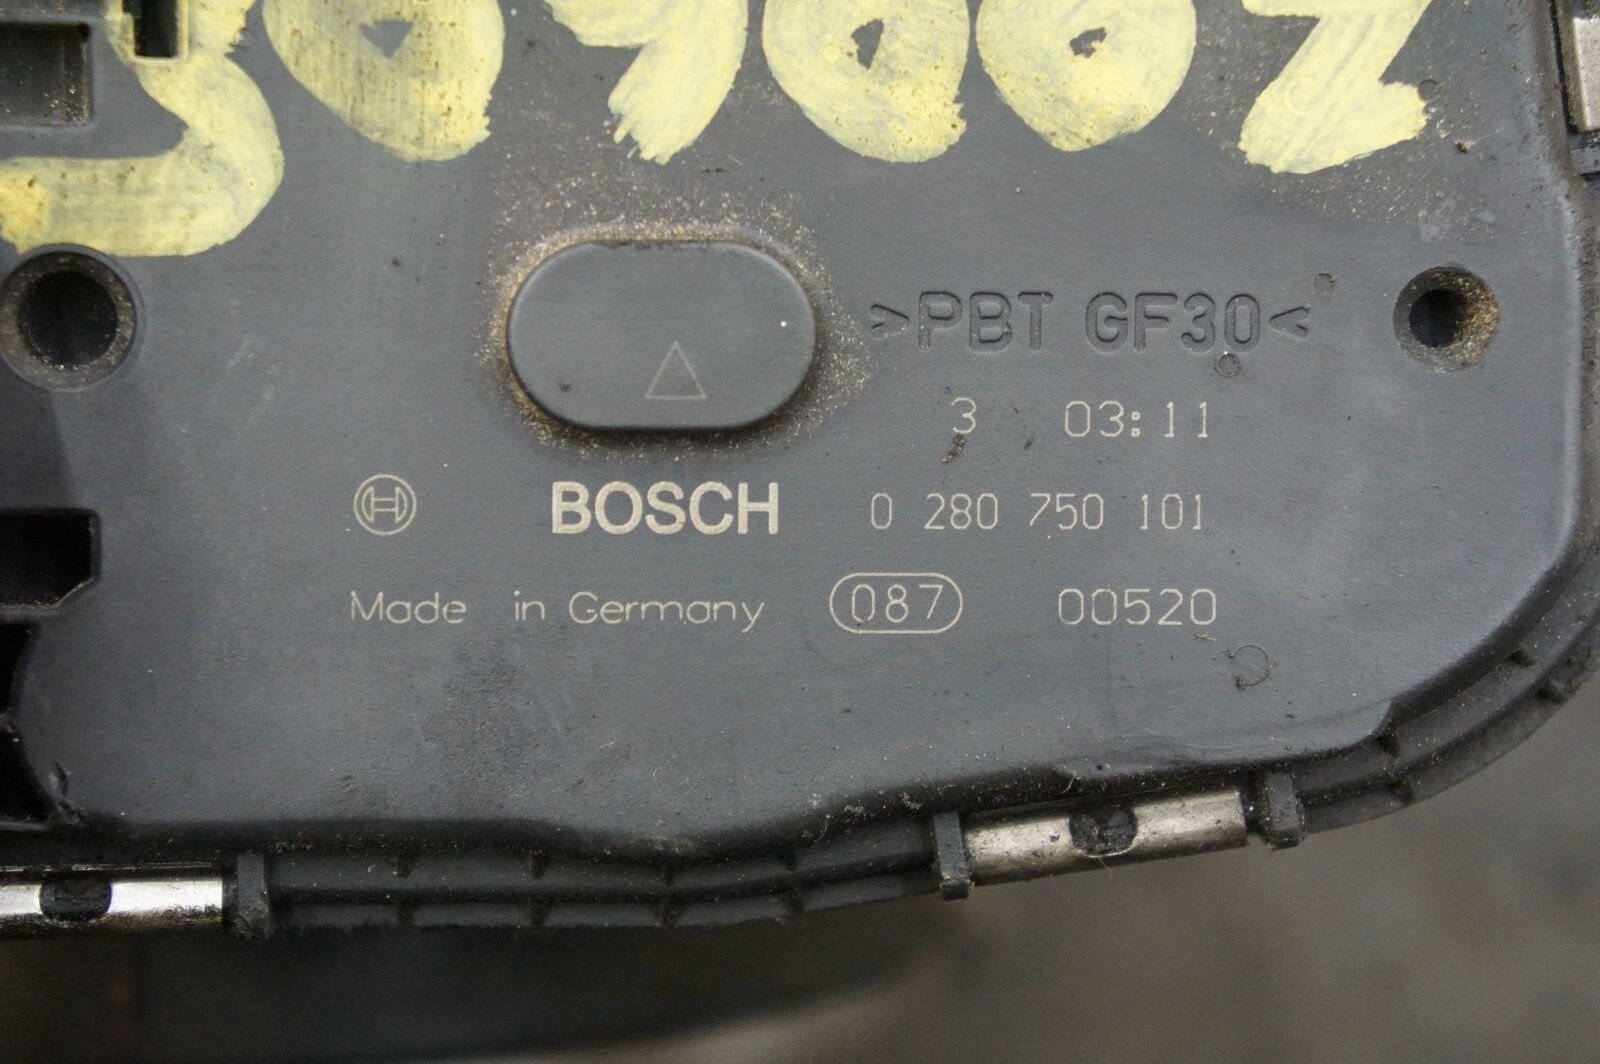 >PBT GF30<
3 03:11
BOSCH 0 280 750 101
Made in Germany 087 00520